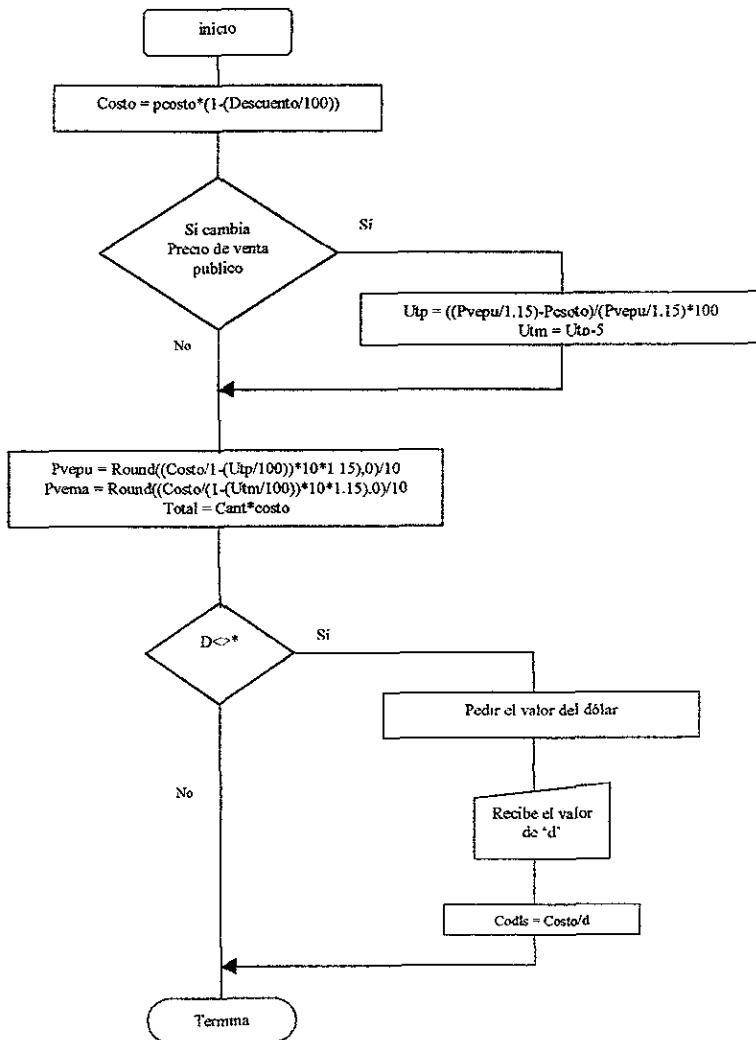 inicio
Costo = pcosto*(1-(Descuento/100))
Si cambia
Precio de venta
publico
Sí
Utp = ((Pvepu/1.15)-Pcsoto)/(Pvepu/1.15)*100
Utm = Utp-5
No
Pvepu = Round((Costo/1-(Utp/100))*10*1 15),0)/10
Pvema = Round((Costo/(1-(Utm/100))*10*1.15),0)/10
Total = Cant*costo
D<>*
Sí
Pedir el valor del dólar
No
Recibe el valor
de 'd'
Codls = Costo/d
Termina